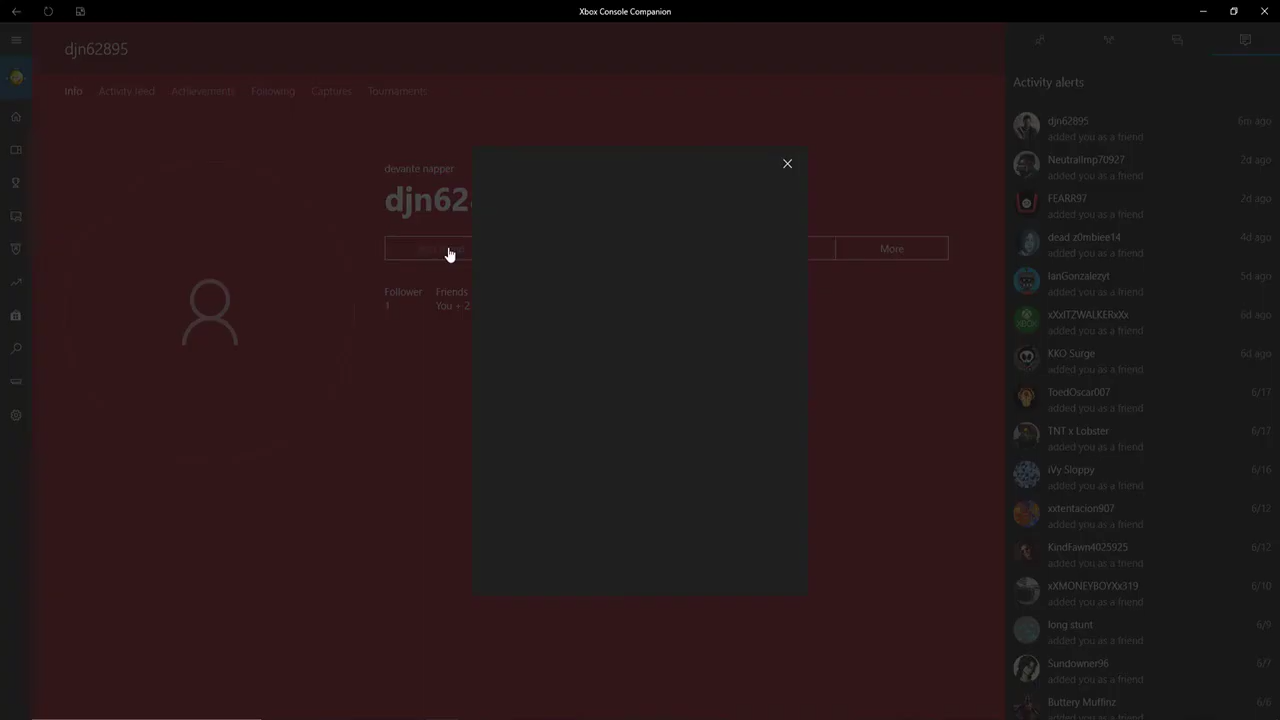 Xbox Console Companion
djn62895
Info
Activity feed
Achievements
Following
Captures
Tournaments
devante napper
djn62
More
Follower
1
Friends
You + 2
Activity alerts
djn62895
6m ago
added you as a friend
NeutralImp70927
2d ago
added you as a friend
FEARR97
2d ago
added you as a friend
dead z0mbiee14
4d ago
added you as a friend
IanGonzalezyt
5d ago
added you as a friend
xXxITZWALKERxXx
6d ago
added you as a friend
KKO Surge
6d ago
added you as a friend
ToedOscar007
6/17
added you as a friend
TNT x Lobster
6/17
added you as a friend
iVy Sloppy
6/16
added you as a friend
xxtentacion907
6/12
added you as a friend
KindFawn4025925
6/12
added you as a friend
xXMONEYBOYXx319
6/10
added you as a friend
long stunt
6/9
added you as a friend
Sundowner96
6/7
added you as a friend
Buttery Muffinz
6/6
added you as a friend